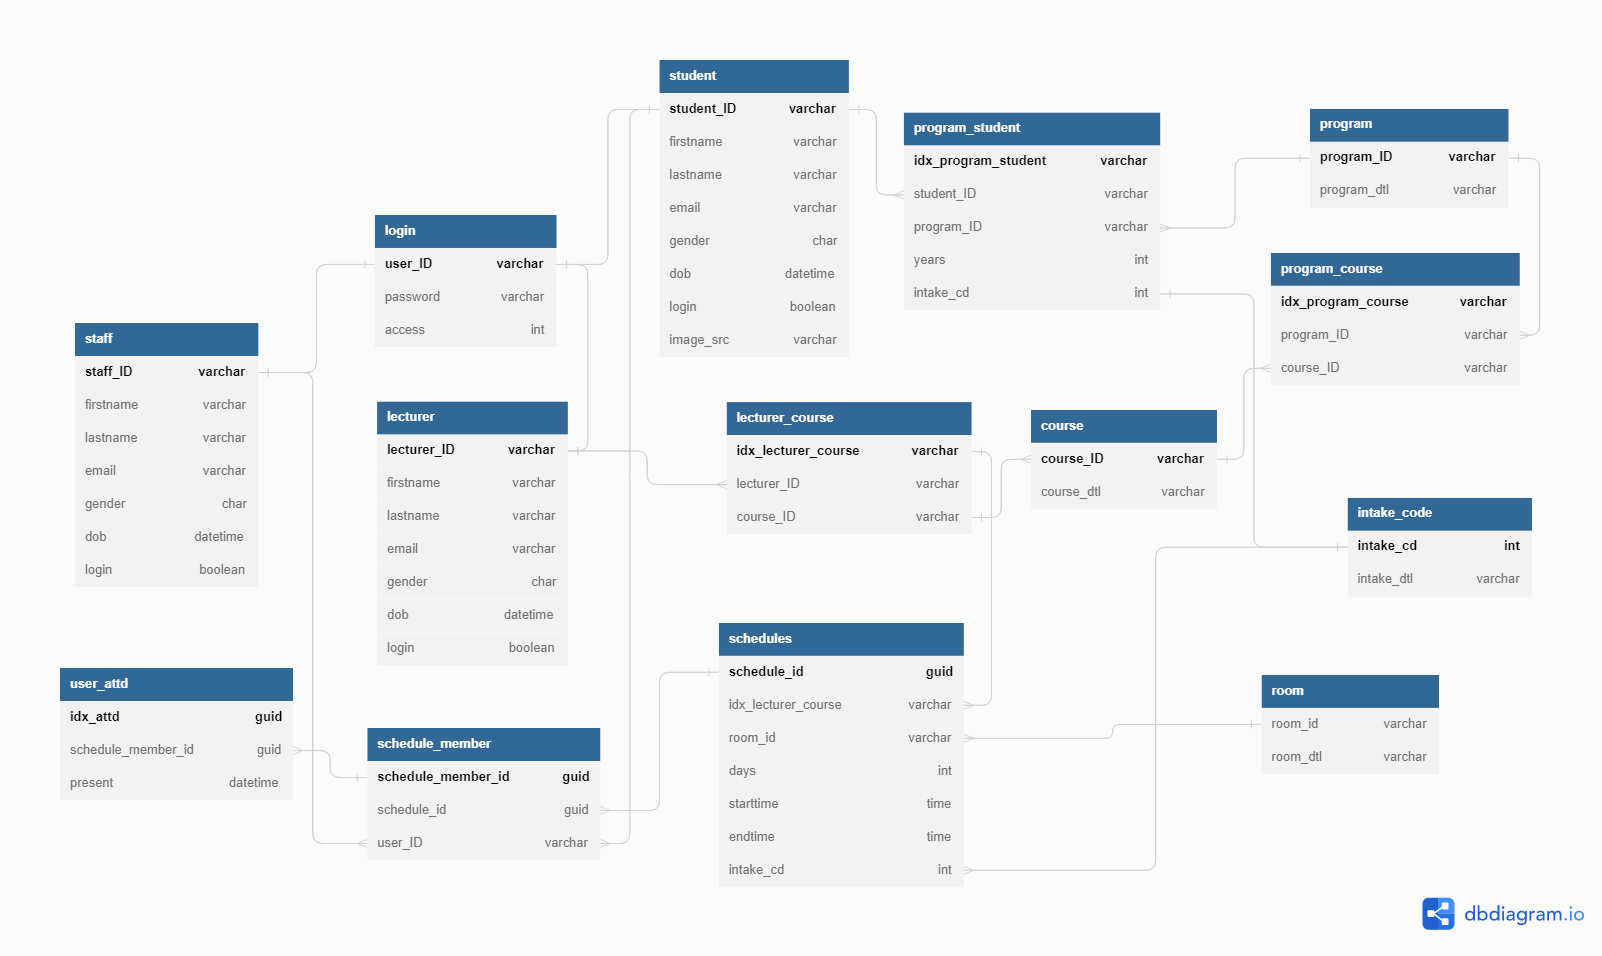 student
student_ID varchar
firstname varchar
lastname varchar
email varchar
gender char
dob datetime
login boolean
image_src varchar
program_student
idx_program_student varchar
student_ID varchar
program_ID varchar
years int
intake_cd int
program
program_ID varchar
program_dtl varchar
login
user_ID varchar
password varchar
access int
program_course
idx_program_course varchar
program_ID varchar
course_ID varchar
staff
staff_ID varchar
firstname varchar
lastname varchar
email varchar
gender char
dob datetime
login boolean
lecturer
lecturer_ID varchar
firstname varchar
lastname varchar
email varchar
gender char
dob datetime
login boolean
lecturer_course
idx_lecturer_course varchar
lecturer_ID varchar
course_ID varchar
course
course_ID varchar
course_dtl varchar
intake_code
intake_cd int
intake_dtl varchar
user_attd
idx_attd guid
schedule_member_id guid
present datetime
schedule_member
schedule_member_id guid
schedule_id guid
user_ID varchar
schedules
schedule_id guid
idx_lecturer_course varchar
room_id varchar
days int
starttime time
endtime time
intake_cd int
room
room_id varchar
room_dtl varchar
dbdiagram.io